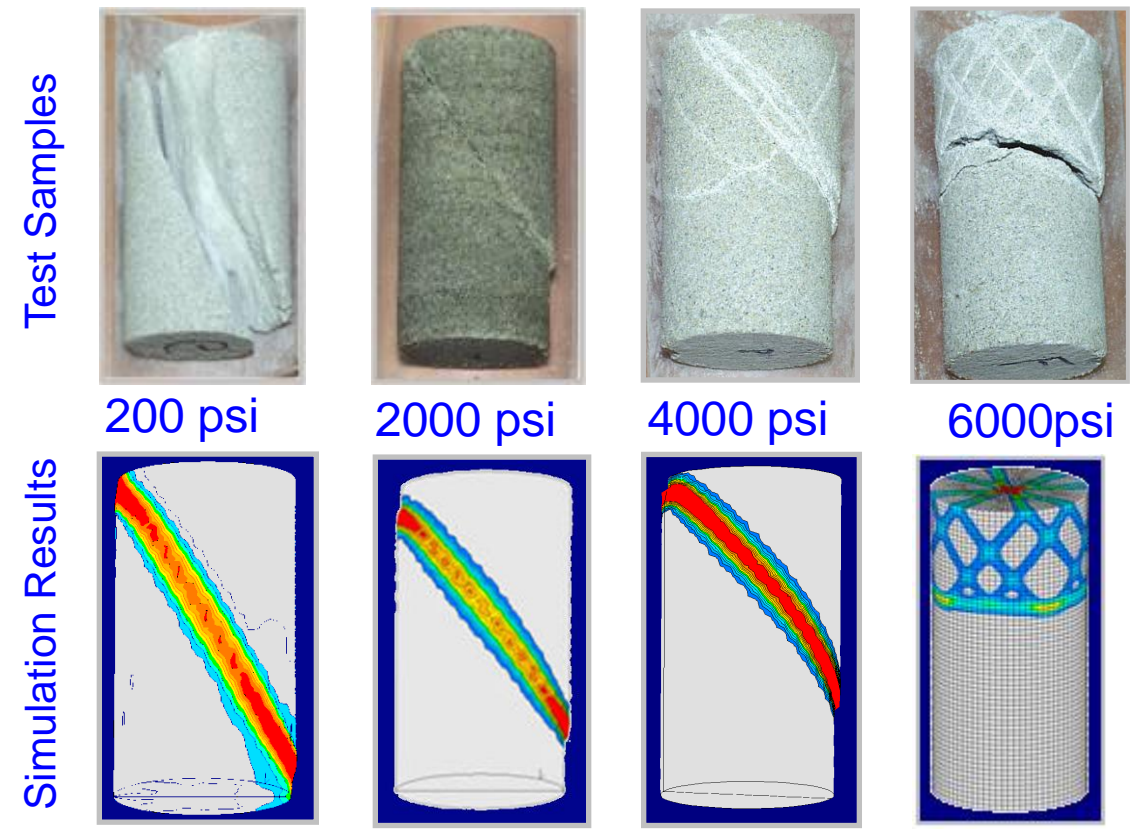 Test Samples
200 psi
2000 psi
4000 psi
6000psi
Simulation Results